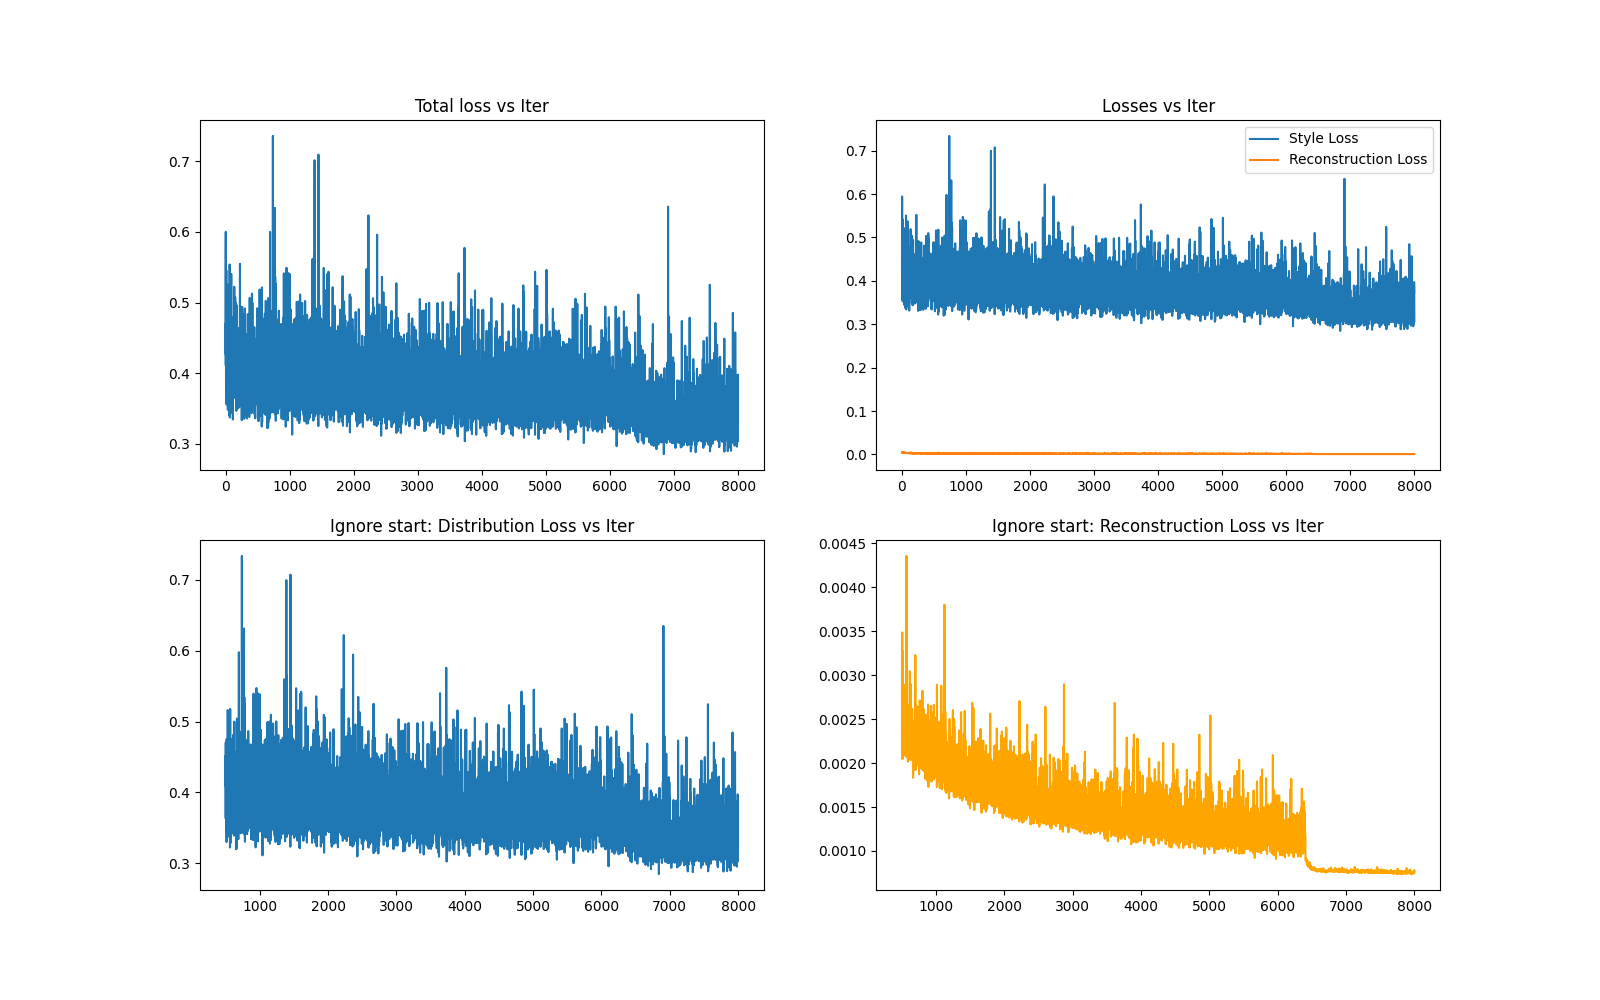 Total loss vs Iter
0.7
0.6
0.5
0.4
0.3
0 1000 2000 3000 4000 5000 6000 7000 8000
Losses vs Iter
Style Loss
Reconstruction Loss
0.7
0.6
0.5
0.4
0.3
0.2
0.1
0.0
0 1000 2000 3000 4000 5000 6000 7000 8000
Ignore start: Distribution Loss vs Iter
0.7
0.6
0.5
0.4
0.3
1000 2000 3000 4000 5000 6000 7000 8000
Ignore start: Reconstruction Loss vs Iter
0.0045
0.0040
0.0035
0.0030
0.0025
0.0020
0.0015
0.0010
1000 2000 3000 4000 5000 6000 7000 8000